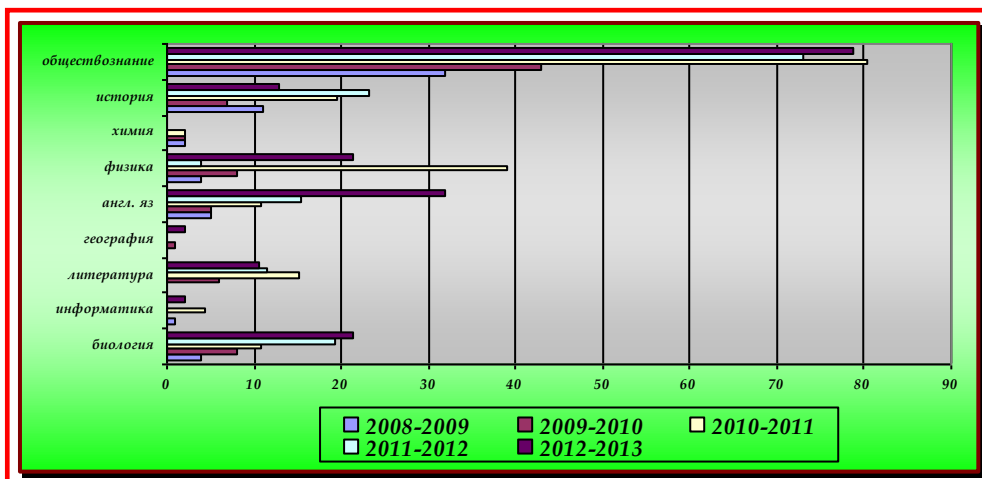 обществознание
история
химия
физика
англ. яз
география
литература
информатика
биология
0 10 20 30 40 50 60 70 80 90
2008-2009 2009-2010 2010-2011
2011-2012 2012-2013